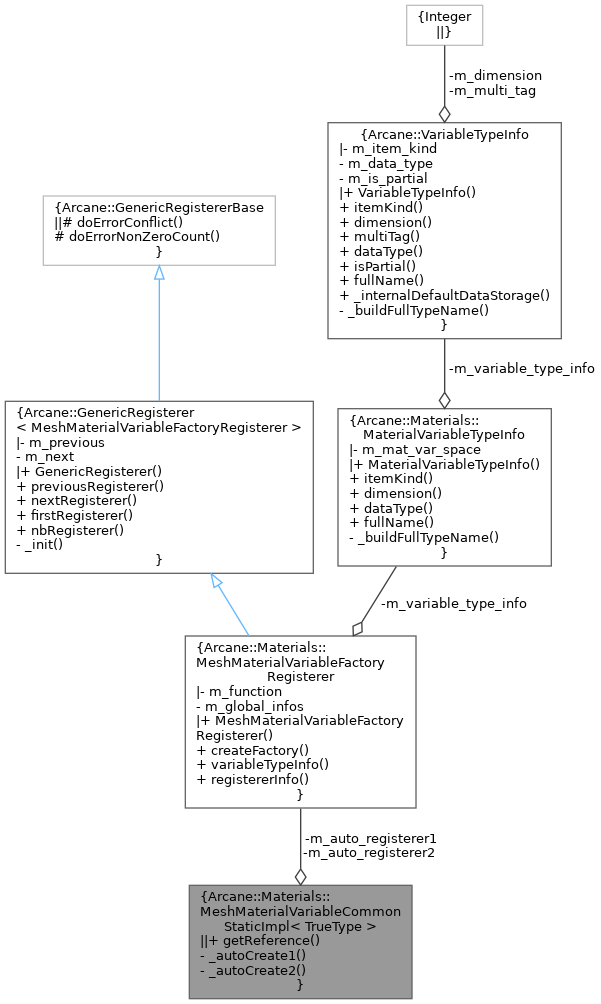 {Integer
||}
-m_dimension
-m_multi_tag
{Arcane::VariableTypeInfo
|- m_item_kind
- m_data_type
- m_is_partial
|+ VariableTypeInfo()
+ itemKind()
+ dimension()
+ multiTag()
+ dataType()
+ isPartial()
+ fullName()
+ _internalDefaultDataStorage()
- _buildFullTypeName()
}
{Arcane::GenericRegistererBase
||# doErrorConflict()
# doErrorNonZeroCount()
}
-m_variable_type_info
{Arcane::GenericRegisterer
< MeshMaterialVariableFactoryRegisterer >
|- m_previous
- m_next
|+ GenericRegisterer()
+ previousRegisterer()
+ nextRegisterer()
+ firstRegisterer()
+ nbRegisterer()
- _init()
}
{Arcane::Materials::
MaterialVariableTypeInfo
|- m_mat_var_space
|+ MaterialVariableTypeInfo()
+ itemKind()
+ dimension()
+ dataType()
+ fullName()
- _buildFullTypeName()
}
-m_variable_type_info
{Arcane::Materials::
MeshMaterialVariableFactory
Registerer
|- m_function
- m_global_infos
|+ MeshMaterialVariableFactory
Registerer()
+ createFactory()
+ variableTypeInfo()
+ registererInfo()
}
-m_auto_registerer1
-m_auto_registerer2
{Arcane::Materials::
MeshMaterialVariableCommon
StaticImpl< TrueType >
||+ getReference()
- _autoCreate1()
- _autoCreate2()
}